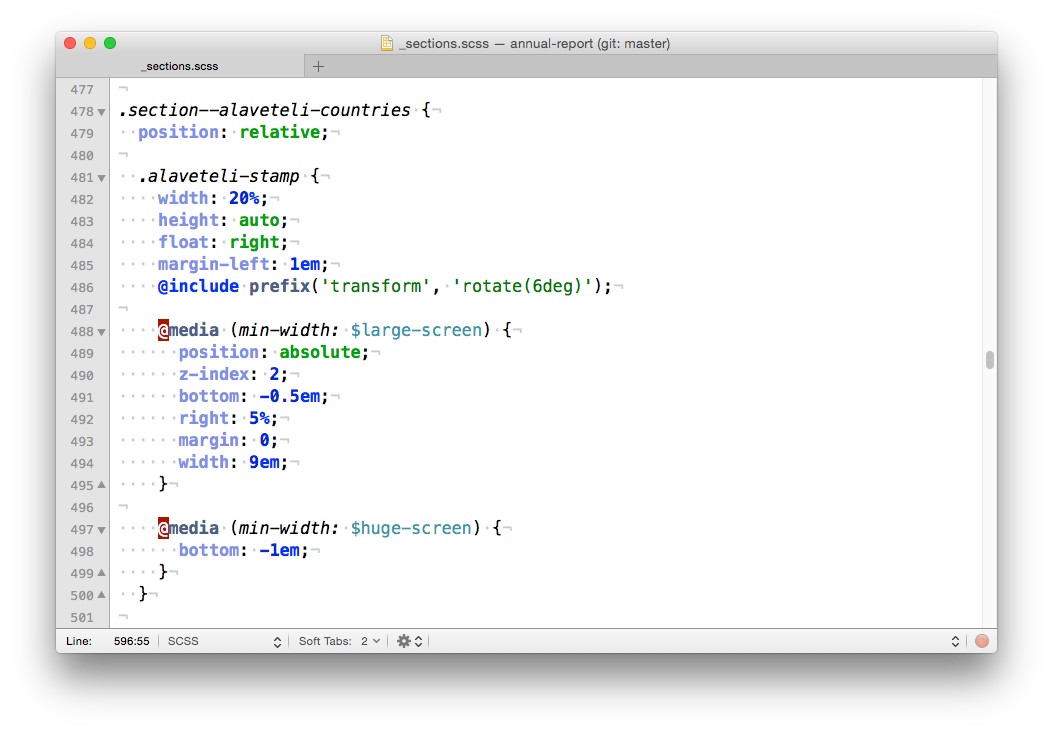 _sections.scss — annual-report (git: master)
_sections.scss
477 ¬
478 .section--alaveteli-countries {¬
479   position: relative;¬
480 ¬
481   .alaveteli-stamp {¬
482     width: 20%;¬
483     height: auto;¬
484     float: right;¬
485     margin-left: 1em;¬
486     @include prefix('transform', 'rotate(6deg)');¬
487 ¬
488     @media (min-width: $large-screen) {¬
489       position: absolute;¬
490       z-index: 2;¬
491       bottom: -0.5em;¬
492       right: 5%;¬
493       margin: 0;¬
494       width: 9em;¬
495     }¬
496 ¬
497     @media (min-width: $huge-screen) {¬
498       bottom: -1em;¬
499     }¬
500   }¬
501 ¬
Line: 596:55 SCSS Soft Tabs: 2